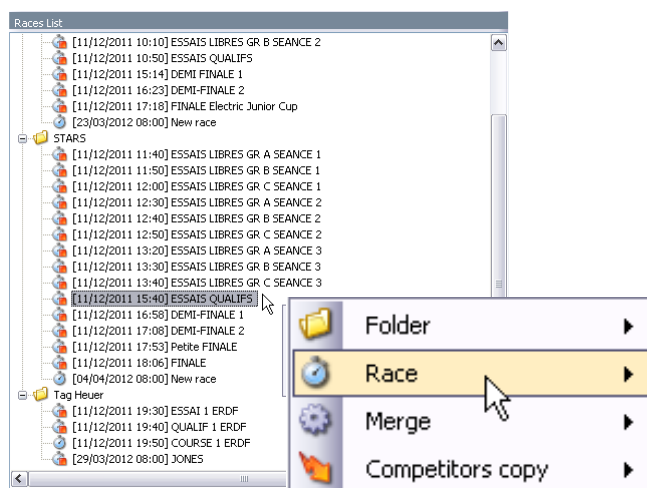 Races List
[11/12/2011 10:10] ESSAIS LIBRES GR B SEANCE 2
[11/12/2011 10:50] ESSAIS QUALIFS
[11/12/2011 15:14] DEMI FINALE 1
[11/12/2011 16:23] DEMI-FINALE 2
[11/12/2011 17:18] FINALE Electric Junior Cup
[23/03/2012 08:00] New race
STARS
[11/12/2011 11:40] ESSAIS LIBRES GR A SEANCE 1
[11/12/2011 11:50] ESSAIS LIBRES GR B SEANCE 1
[11/12/2011 12:00] ESSAIS LIBRES GR C SEANCE 1
[11/12/2011 12:30] ESSAIS LIBRES GR A SEANCE 2
[11/12/2011 12:40] ESSAIS LIBRES GR B SEANCE 2
[11/12/2011 12:50] ESSAIS LIBRES GR C SEANCE 2
[11/12/2011 13:20] ESSAIS LIBRES GR A SEANCE 3
[11/12/2011 13:30] ESSAIS LIBRES GR B SEANCE 3
[11/12/2011 13:40] ESSAIS LIBRES GR C SEANCE 3
[11/12/2011 15:40] ESSAIS QUALIFS
[11/12/2011 16:58] DEMI-FINALE 1
[11/12/2011 17:08] DEMI-FINALE 2
[11/12/2011 17:53] Petite FINALE
[11/12/2011 18:06] FINALE
[04/04/2012 08:00] New race
Tag Heuer
[11/12/2011 19:30] ESSAI 1 ERDF
[11/12/2011 19:40] QUALIF 1 ERDF
[11/12/2011 19:50] COURSE 1 ERDF
[29/03/2012 08:00] JONES
Folder
Race
Merge
Competitors copy